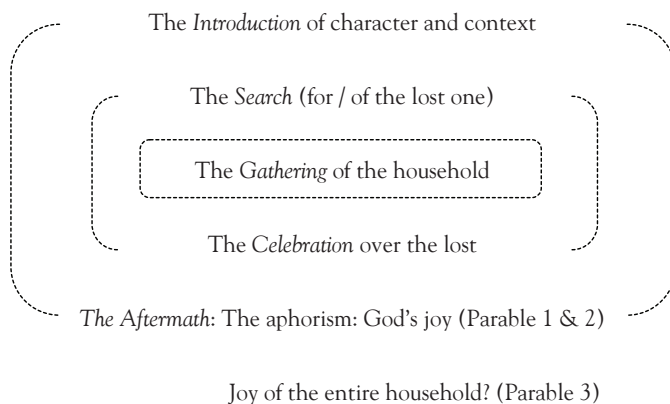 The Introduction of character and context
The Search (for / of the lost one)
The Gathering of the household
The Celebration over the lost
The Aftermath: The aphorism: God’s joy (Parable 1 & 2)
Joy of the entire household? (Parable 3)